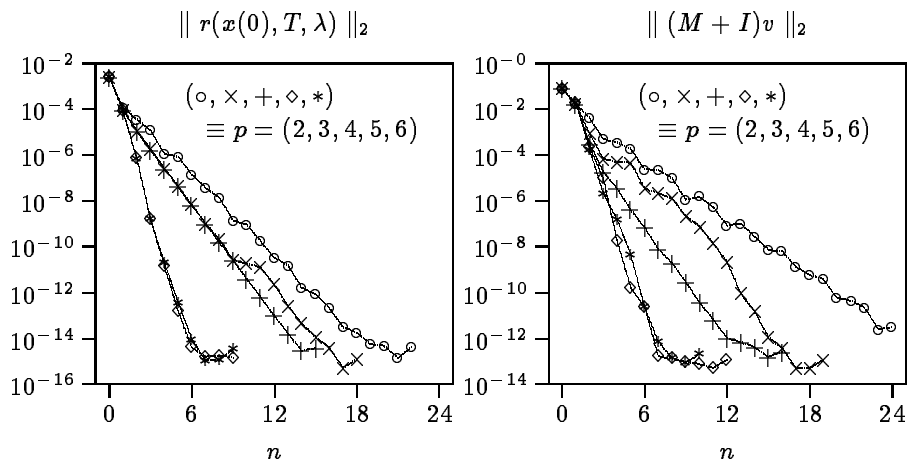 ‖ r(x(0), T, λ) ‖₂
10⁻²
10⁻⁴
10⁻⁶
10⁻⁸
10⁻¹⁰
10⁻¹²
10⁻¹⁴
10⁻¹⁶
(○, ×, +, ⋄, *)
≡ p = (2, 3, 4, 5, 6)
0 6 12 18 24
n
‖ (M + I)v ‖₂
10⁻⁰
10⁻²
10⁻⁴
10⁻⁶
10⁻⁸
10⁻¹⁰
10⁻¹²
10⁻¹⁴
(○, ×, +, ⋄, *)
≡ p = (2, 3, 4, 5, 6)
0 6 12 18 24
n